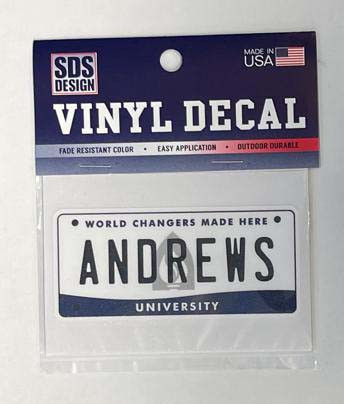 SDS
DESIGN
MADE IN
USA
VINYL DECAL
FADE RESISTANT COLOR • EASY APPLICATION • OUTDOOR DURABLE
• WORLD CHANGERS MADE HERE •
ANDREWS
UNIVERSITY